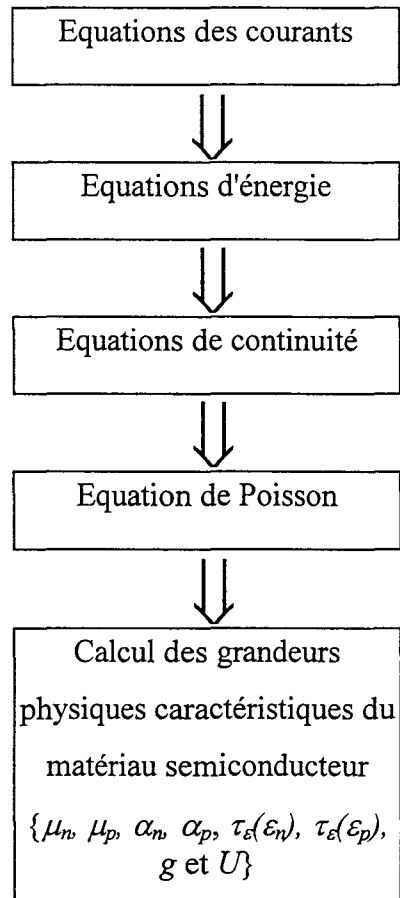 Equations des courants
Equations d'énergie
Equations de continuité
Equation de Poisson
Calcul des grandeurs
physiques caractéristiques du
matériau semiconducteur
{μn, μp, αn, αp, τε(εn), τε(εp),
g et U}